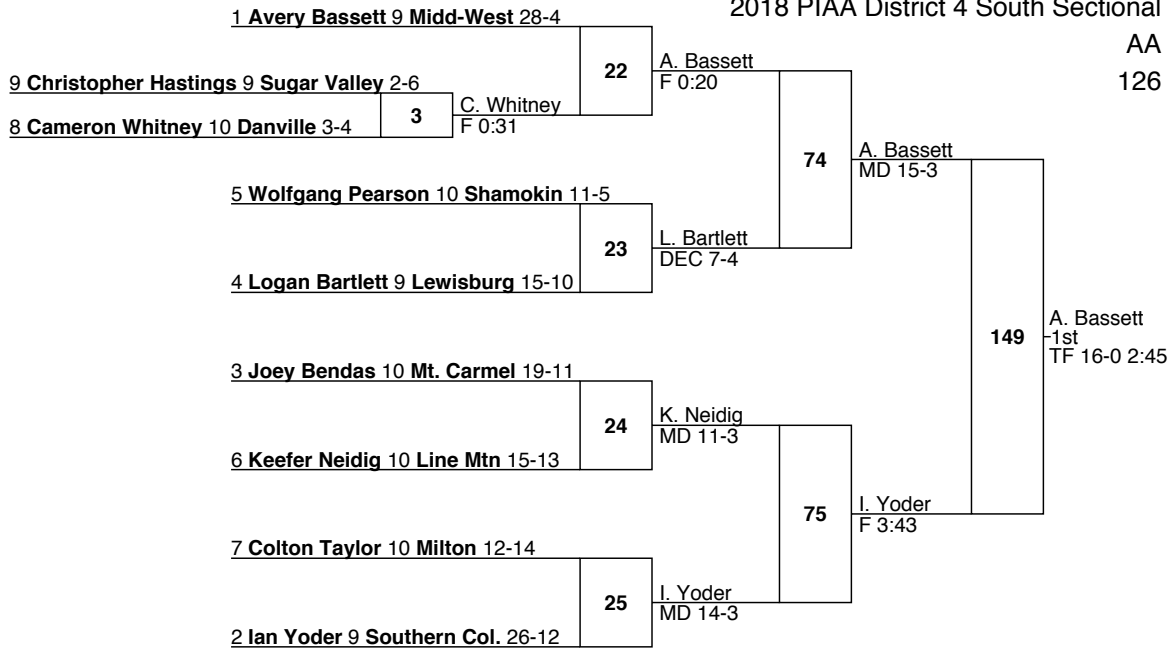 2018 PIAA District 4 South Sectional
AA
126
1 Avery Bassett 9 Midd-West 28-4
22
A. Bassett
F 0:20
9 Christopher Hastings 9 Sugar Valley 2-6
3
C. Whitney
F 0:31
8 Cameron Whitney 10 Danville 3-4
74
A. Bassett
MD 15-3
5 Wolfgang Pearson 10 Shamokin 11-5
23
L. Bartlett
DEC 7-4
4 Logan Bartlett 9 Lewisburg 15-10
149
A. Bassett
1st
TF 16-0 2:45
3 Joey Bendas 10 Mt. Carmel 19-11
24
K. Neidig
MD 11-3
6 Keefer Neidig 10 Line Mtn 15-13
75
I. Yoder
F 3:43
7 Colton Taylor 10 Milton 12-14
25
I. Yoder
MD 14-3
2 Ian Yoder 9 Southern Col. 26-12